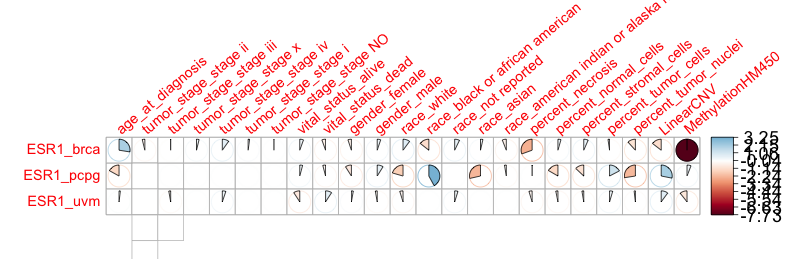 age_at_diagnosis
tumor_stage_stage ii
tumor_stage_stage iii
tumor_stage_stage x
tumor_stage_stage iv
tumor_stage_stage i
tumor_stage_stage NO
vital_status_alive
vital_status_dead
gender_female
gender_male
race_white
race_black or african american
race_not reported
race_asian
race_american indian or alaska
percent_necrosis
percent_normal_cells
percent_stromal_cells
percent_tumor_cells
percent_tumor_nuclei
LinearCNV
MethylationHM450
ESR1_brca
ESR1_pcpg
ESR1_uvm
3.25
-7.73